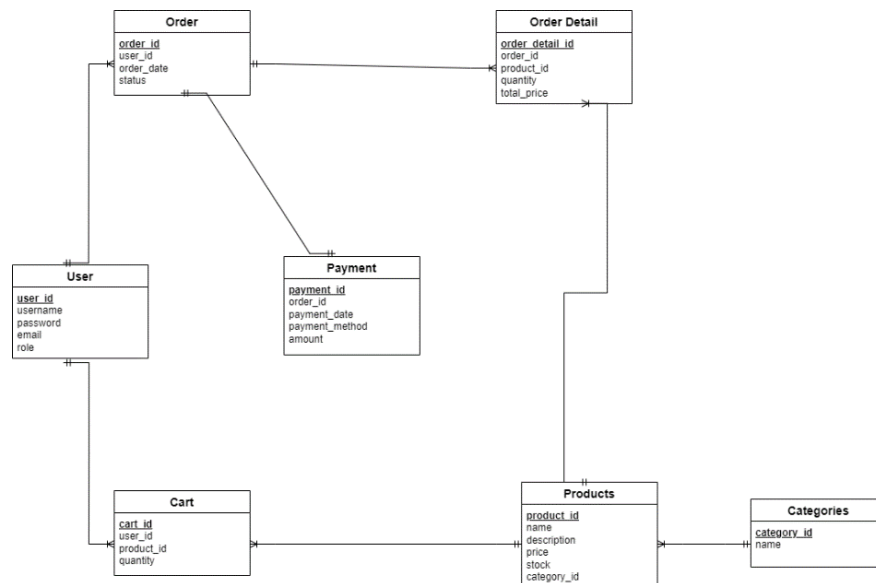 Order
order_id
user_id
order_date
status
Order Detail
order_detail_id
order_id
product_id
quantity
total_price
User
user_id
username
password
email
role
Payment
payment_id
order_id
payment_date
payment_method
amount
Cart
cart_id
user_id
product_id
quantity
Products
product_id
name
description
price
stock
category_id
Categories
category_id
name